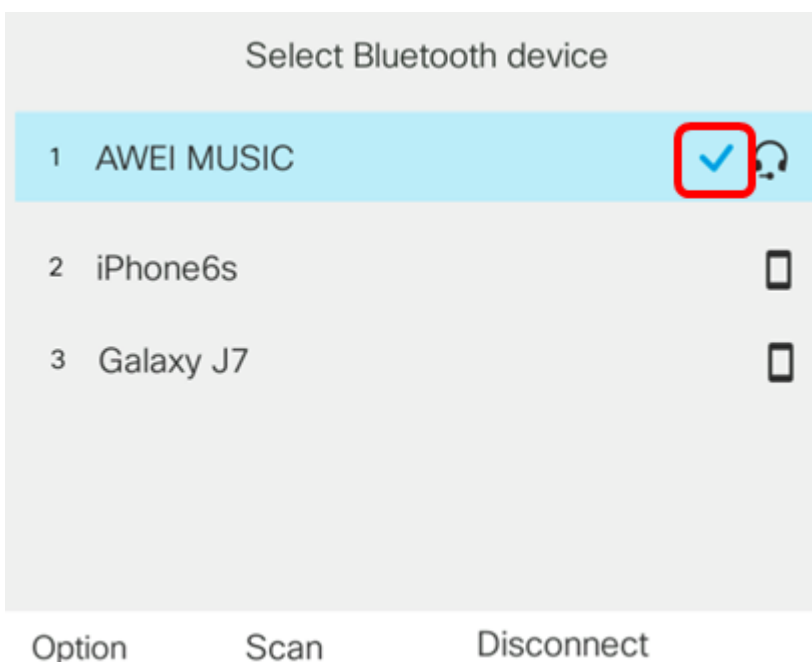 Select Bluetooth device
1 AWEI MUSIC
2 iPhone6s
3 Galaxy J7
Option Scan Disconnect